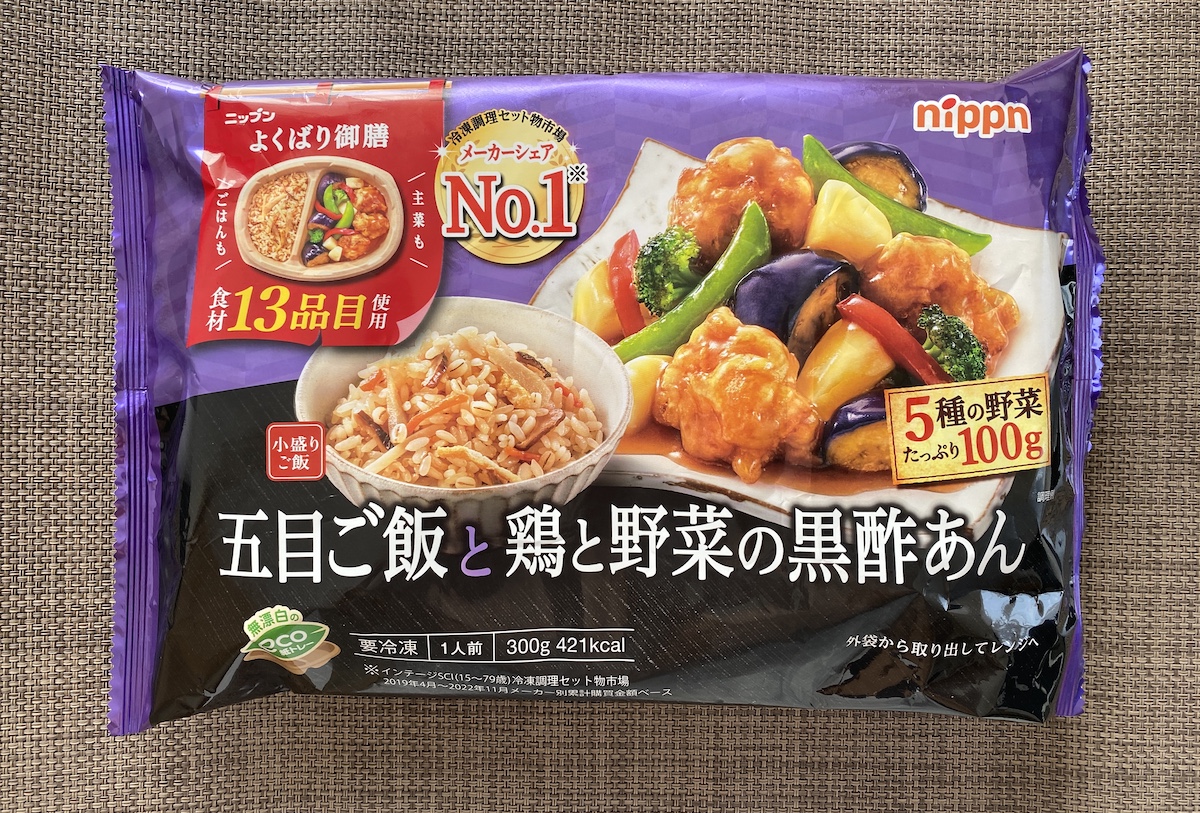 ニップン
よくばり御膳
ごはんも
主菜も
食材13品目使用
冷凍調理セット物市場
メーカーシェア
No.1※
nippn
5種の野菜
たっぷり100g
小盛り
ご飯
五目ご飯と鶏と野菜の黒酢あん
無漂白の
eco
紙トレー
要冷凍 1人前 300g 421kcal
外袋から取り出してレンジへ
※インテージSCI(15〜79歳)冷凍調理セット物市場
2019年4月〜2022年11月メーカー別累計購買金額ベース